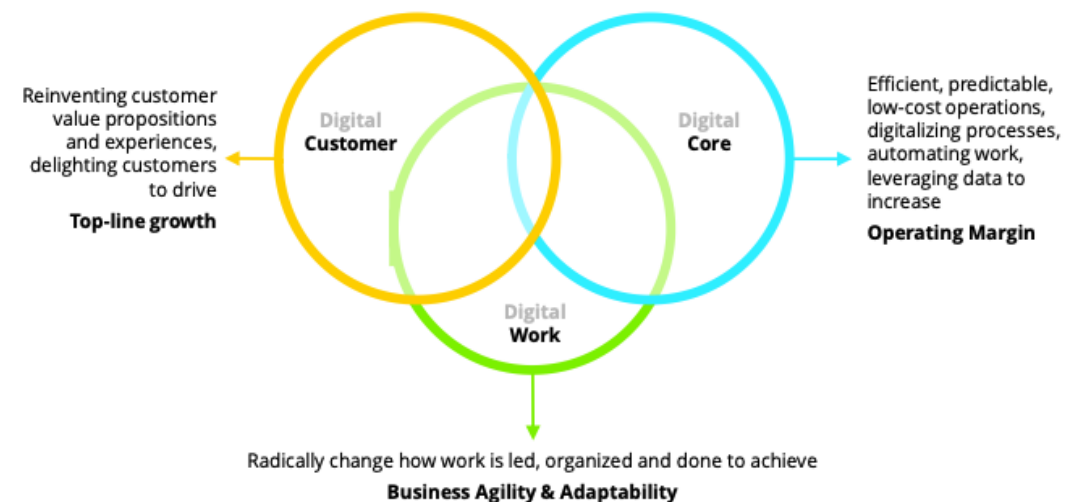 Reinventing customer
value propositions
and experiences,
delighting customers
to drive
Top-line growth
Digital
Customer
Digital
Core
Efficient, predictable,
low-cost operations,
digitalizing processes,
automating work,
leveraging data to
increase
Operating Margin
Digital
Work
Radically change how work is led, organized and done to achieve
Business Agility & Adaptability